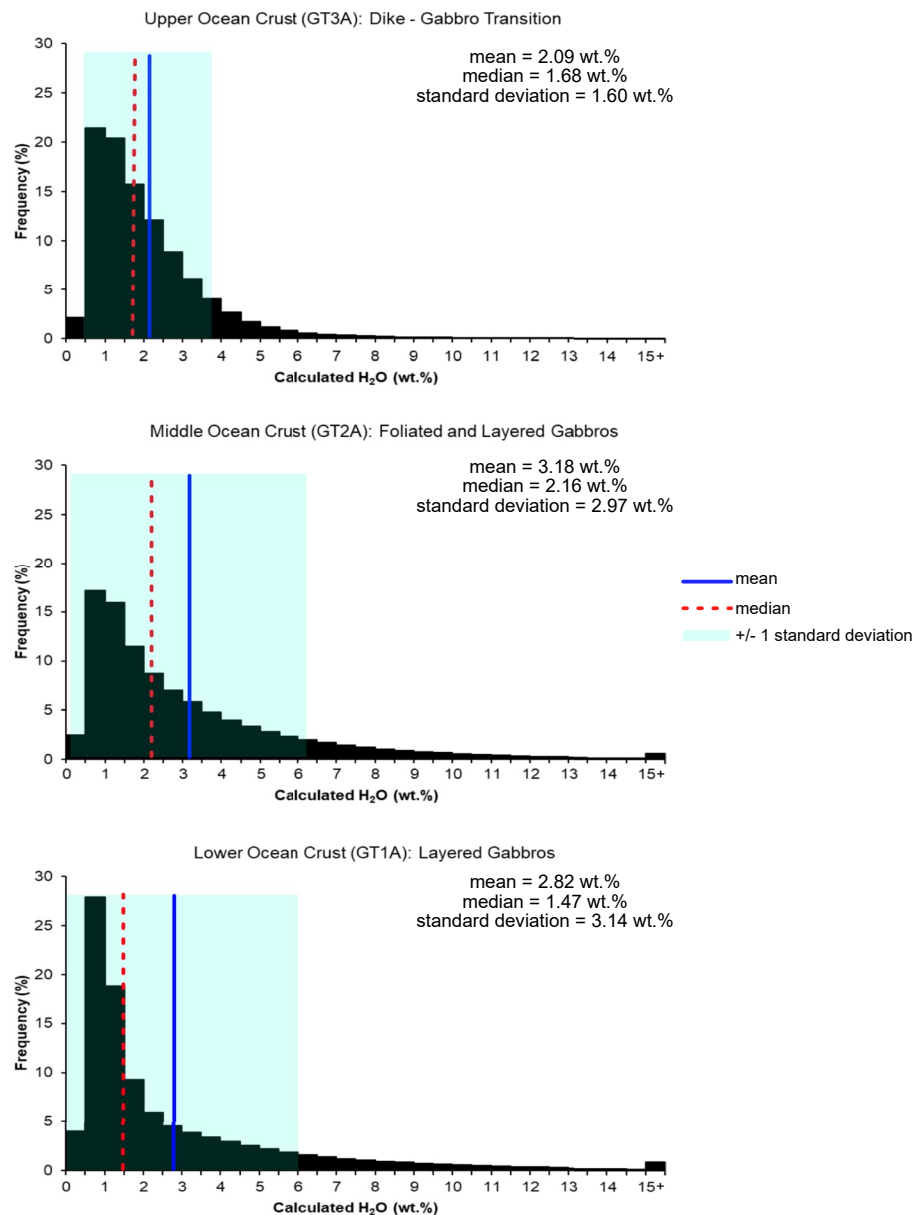 Upper Ocean Crust (GT3A): Dike - Gabbro Transition
mean = 2.09 wt.%
median = 1.68 wt.%
standard deviation = 1.60 wt.%
30
25
20
15
10
5
0
Frequency (%)
0 1 2 3 4 5 6 7 8 9 10 11 12 13 14 15+
Calculated H₂O (wt.%)
Middle Ocean Crust (GT2A): Foliated and Layered Gabbros
mean = 3.18 wt.%
median = 2.16 wt.%
standard deviation = 2.97 wt.%
30
25
20
15
10
5
0
Frequency (%)
0 1 2 3 4 5 6 7 8 9 10 11 12 13 14 15+
Calculated H₂O (wt.%)
mean
median
+/- 1 standard deviation
Lower Ocean Crust (GT1A): Layered Gabbros
mean = 2.82 wt.%
median = 1.47 wt.%
standard deviation = 3.14 wt.%
30
25
20
15
10
5
0
Frequency (%)
0 1 2 3 4 5 6 7 8 9 10 11 12 13 14 15+
Calculated H₂O (wt.%)